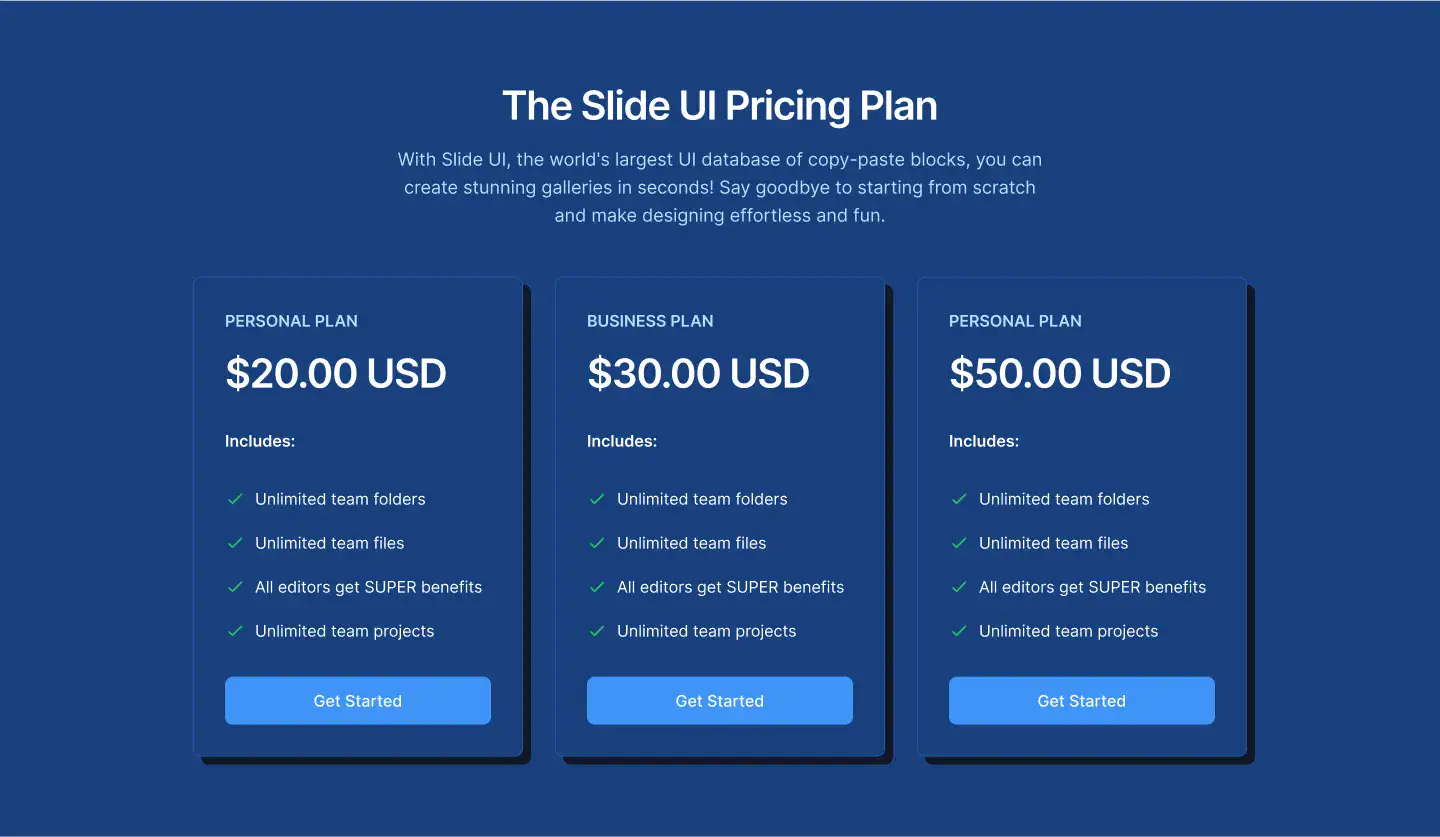 The Slide UI Pricing Plan
With Slide UI, the world's largest UI database of copy-paste blocks, you can
create stunning galleries in seconds! Say goodbye to starting from scratch
and make designing effortless and fun.
PERSONAL PLAN
$20.00 USD
Includes:
Unlimited team folders
Unlimited team files
All editors get SUPER benefits
Unlimited team projects
Get Started
BUSINESS PLAN
$30.00 USD
Includes:
Unlimited team folders
Unlimited team files
All editors get SUPER benefits
Unlimited team projects
Get Started
PERSONAL PLAN
$50.00 USD
Includes:
Unlimited team folders
Unlimited team files
All editors get SUPER benefits
Unlimited team projects
Get Started